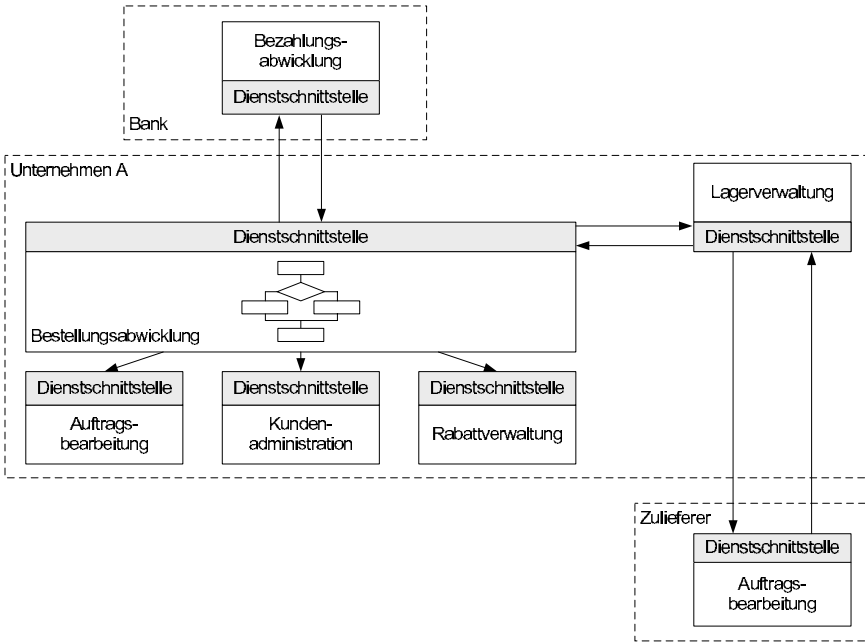 Bezahlungs-
abwicklung
Dienstschnittstelle
Bank
Unternehmen A
Lagerverwaltung
Dienstschnittstelle
Dienstschnittstelle
Bestellungsabwicklung
Dienstschnittstelle
Auftrags-
bearbeitung
Dienstschnittstelle
Kunden-
administration
Dienstschnittstelle
Rabattverwaltung
Zulieferer
Dienstschnittstelle
Auftrags-
bearbeitung